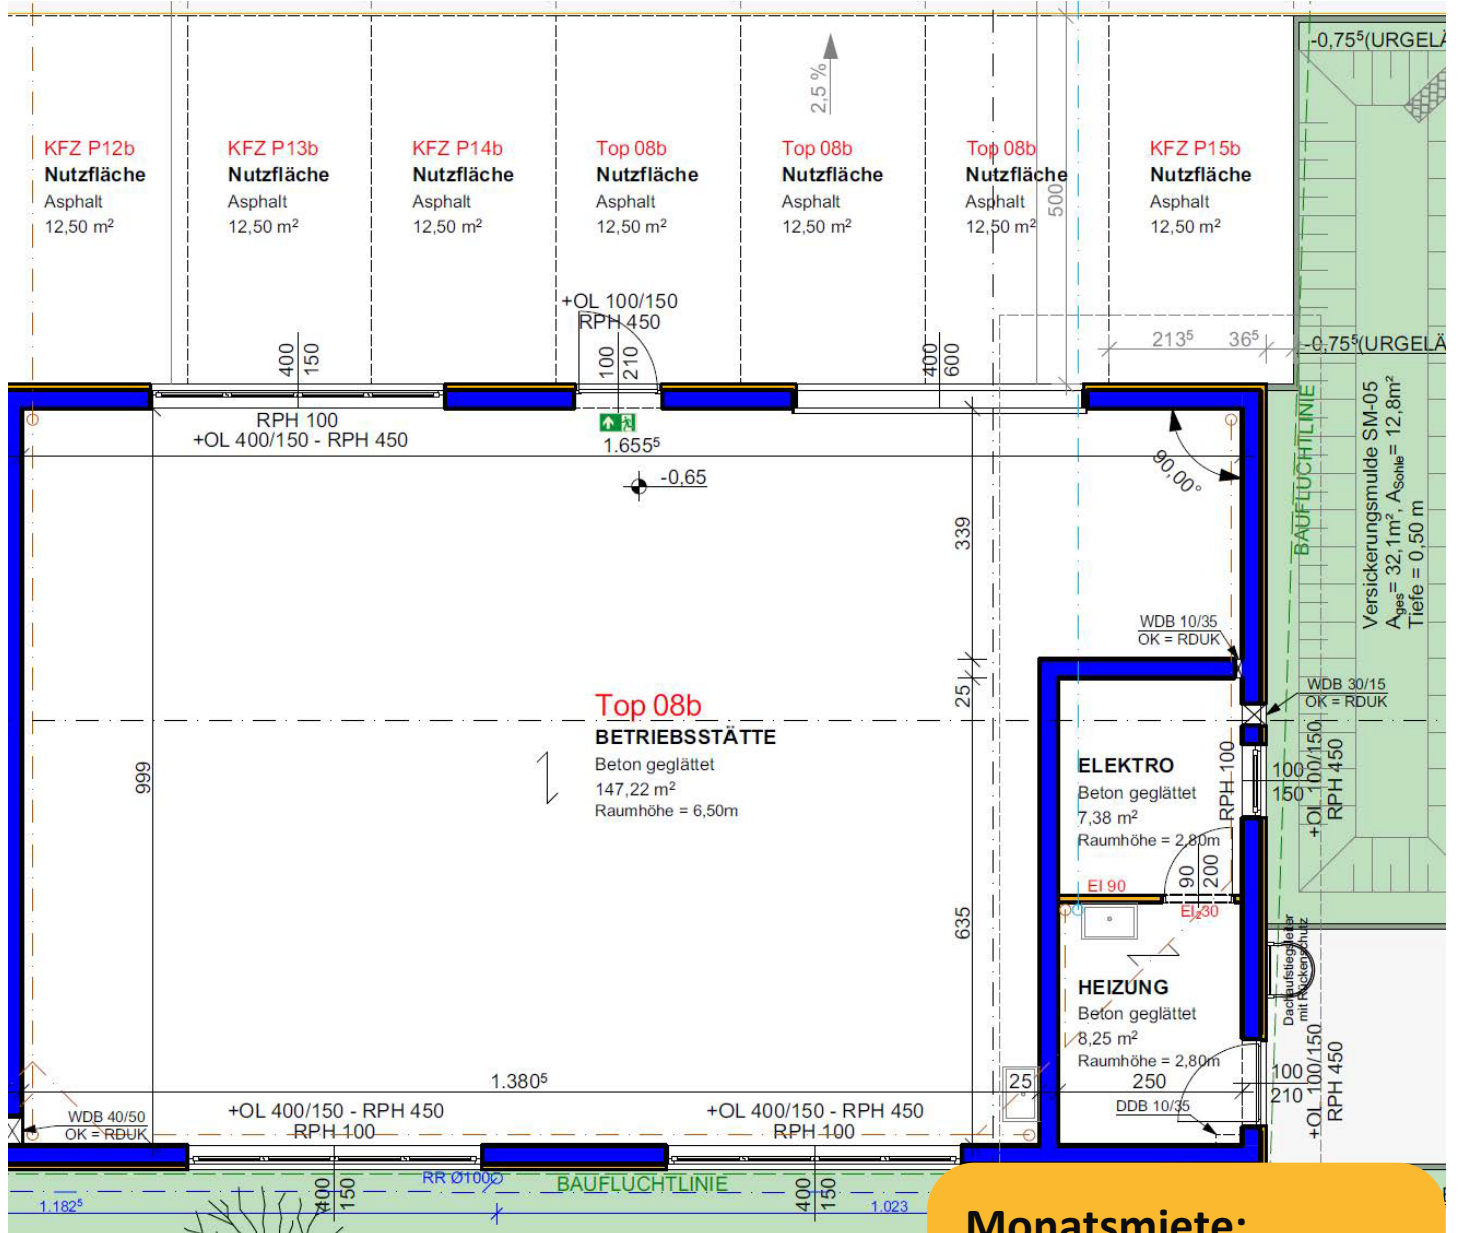 -0,75⁵(URGELÄ
2,5 %
KFZ P12b
Nutzfläche
Asphalt
12,50 m²
KFZ P13b
Nutzfläche
Asphalt
12,50 m²
KFZ P14b
Nutzfläche
Asphalt
12,50 m²
Top 08b
Nutzfläche
Asphalt
12,50 m²
Top 08b
Nutzfläche
Asphalt
12,50 m²
Top 08b
Nutzfläche
Asphalt
12,50 m²
500
KFZ P15b
Nutzfläche
Asphalt
12,50 m²
+OL 100/150
RPH 450
400
150
100
210
400
600
213⁵
36⁵
-0,75⁵(URGELÄ
RPH 100
+OL 400/150 - RPH 450
1.655⁵
-0,65
90,00°
BAUFLUCHTLINIE
Versickerungsmulde SM-05
Ages= 32,1m², ASohle= 12,8m²
Tiefe = 0,50 m
339
WDB 10/35
OK = RDUK
25
WDB 30/15
OK = RDUK
Top 08b
BETRIEBSSTÄTTE
Beton geglättet
147,22 m²
Raumhöhe = 6,50m
999
ELEKTRO
Beton geglättet
7,38 m²
Raumhöhe = 2,80m
RPH 100
100
150
+OL 100/150
RPH 450
90
200
EI 90
EI₂30
635
HEIZUNG
Beton geglättet
8,25 m²
Raumhöhe = 2,80m
Dachaufstiegsleiter
mit Rückenschutz
1.380⁵
25
250
100
210
+OL 100/150
RPH 450
DDB 10/35
WDB 40/50
OK = RDUK
+OL 400/150 - RPH 450
RPH 100
+OL 400/150 - RPH 450
RPH 100
RR Ø100
BAUFLUCHTLINIE
400
150
400
150
1.182⁵
1.023
Monatsmiete: